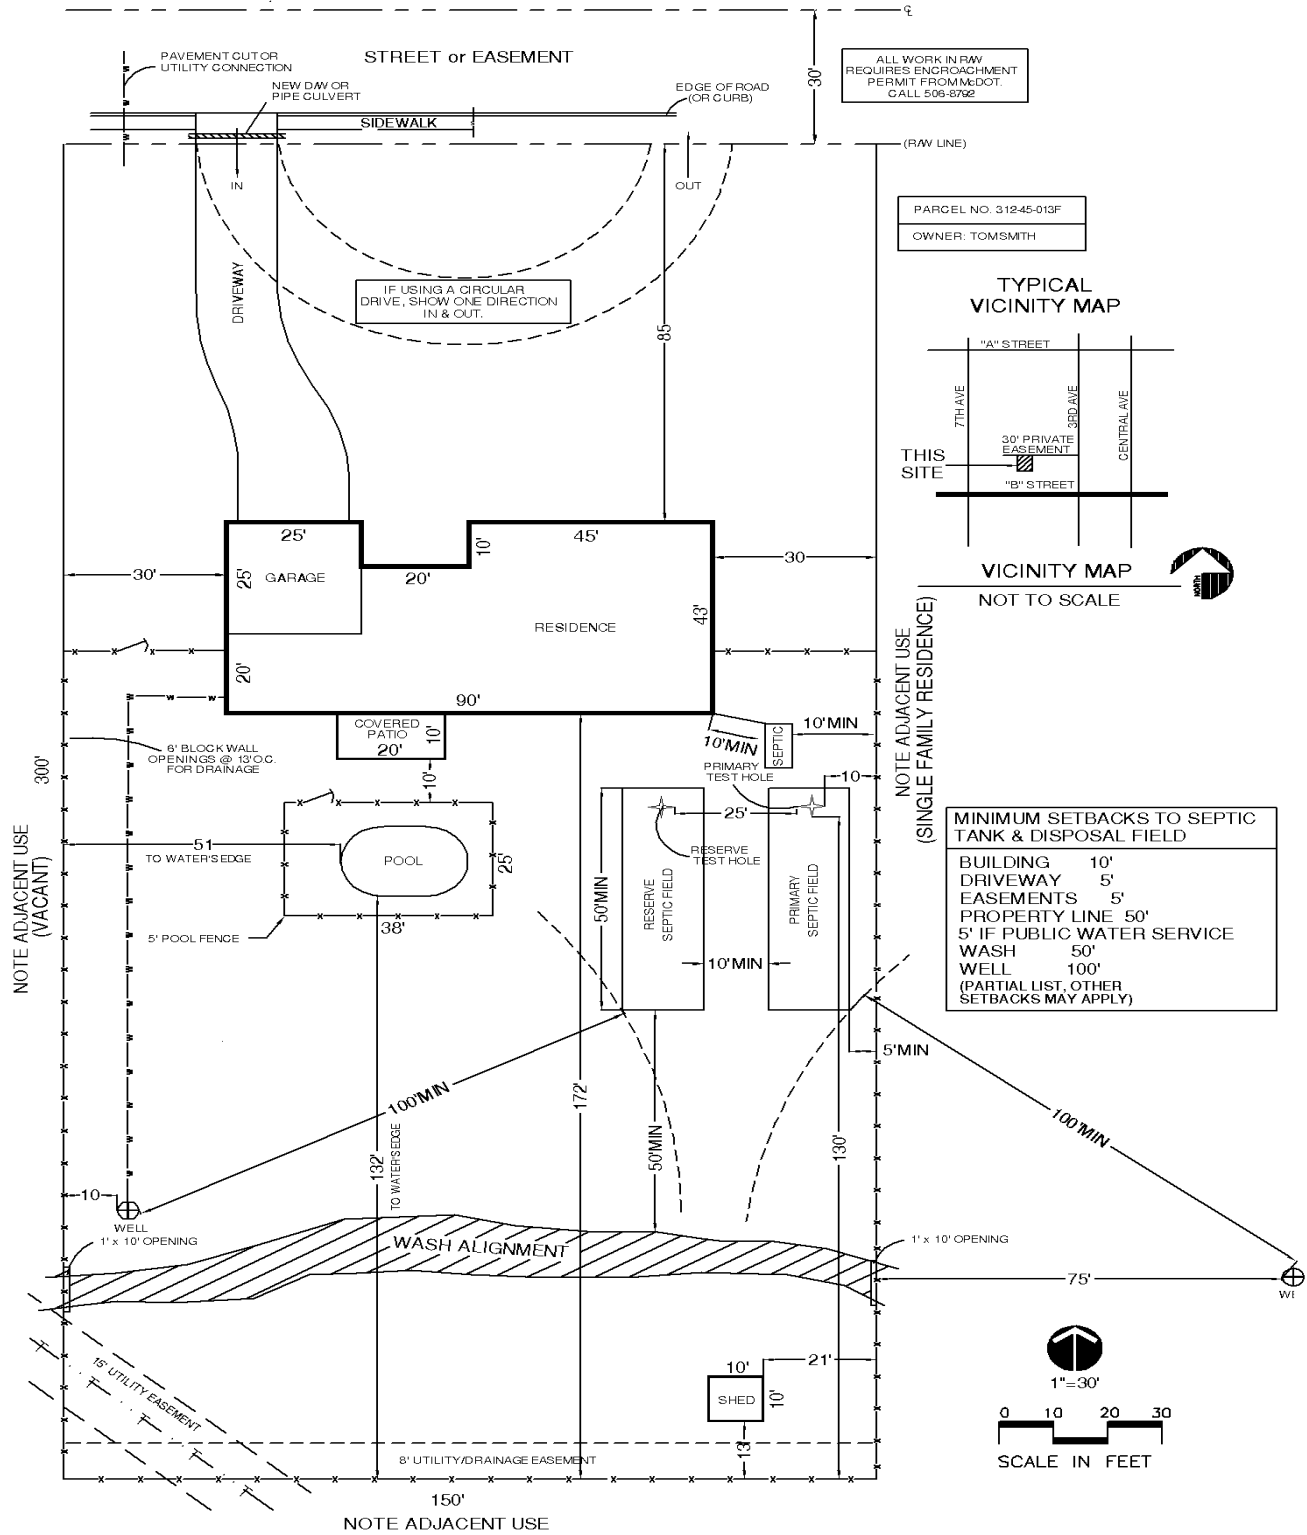 ℄
STREET or EASEMENT
PAVEMENT CUT OR
UTILITY CONNECTION
NEW D/W OR
PIPE CULVERT
EDGE OF ROAD
(OR CURB)
SIDEWALK
30'
ALL WORK IN R/W
REQUIRES ENCROACHMENT
PERMIT FROM McDOT.
CALL 506-8792
(R/W LINE)
IN
OUT
PARCEL NO. 312-45-013F
OWNER: TOM SMITH
DRIVEWAY
IF USING A CIRCULAR
DRIVE, SHOW ONE DIRECTION
IN & OUT.
85'
TYPICAL
VICINITY MAP
"A" STREET
7TH AVE
3RD AVE
CENTRAL AVE
30' PRIVATE
EASEMENT
THIS
SITE
"B" STREET
VICINITY MAP
NOT TO SCALE
NORTH
25'
45'
10'
20'
25'
GARAGE
30'
30
RESIDENCE
43'
20'
90'
COVERED
PATIO
20'
10'
10'
6' BLOCK WALL
OPENINGS @ 13' O.C.
FOR DRAINAGE
300'
NOTE ADJACENT USE
(VACANT)
NOTE ADJACENT USE
(SINGLE FAMILY RESIDENCE)
SEPTIC
10'MIN
10'MIN
PRIMARY
TEST HOLE
10
25'
RESERVE
TEST HOLE
RESERVE
SEPTIC FIELD
PRIMARY
SEPTIC FIELD
50'MIN
10'MIN
5'MIN
51
TO WATER'S EDGE
POOL
25'
38'
5' POOL FENCE
MINIMUM SETBACKS TO SEPTIC
TANK & DISPOSAL FIELD
BUILDING 10'
DRIVEWAY 5'
EASEMENTS 5'
PROPERTY LINE 50'
5' IF PUBLIC WATER SERVICE
WASH 50'
WELL 100'
(PARTIAL LIST, OTHER
SETBACKS MAY APPLY)
100'MIN
172'
132'
TO WATER'S EDGE
50'MIN
130'
100'MIN
10
WELL
1' x 10' OPENING
WASH ALIGNMENT
1' x 10' OPENING
75'
15' UTILITY EASEMENT
10'
21'
SHED
10'
13'
8' UTILITY/DRAINAGE EASEMENT
1"=30'
0 10 20 30
SCALE IN FEET
150'
NOTE ADJACENT USE